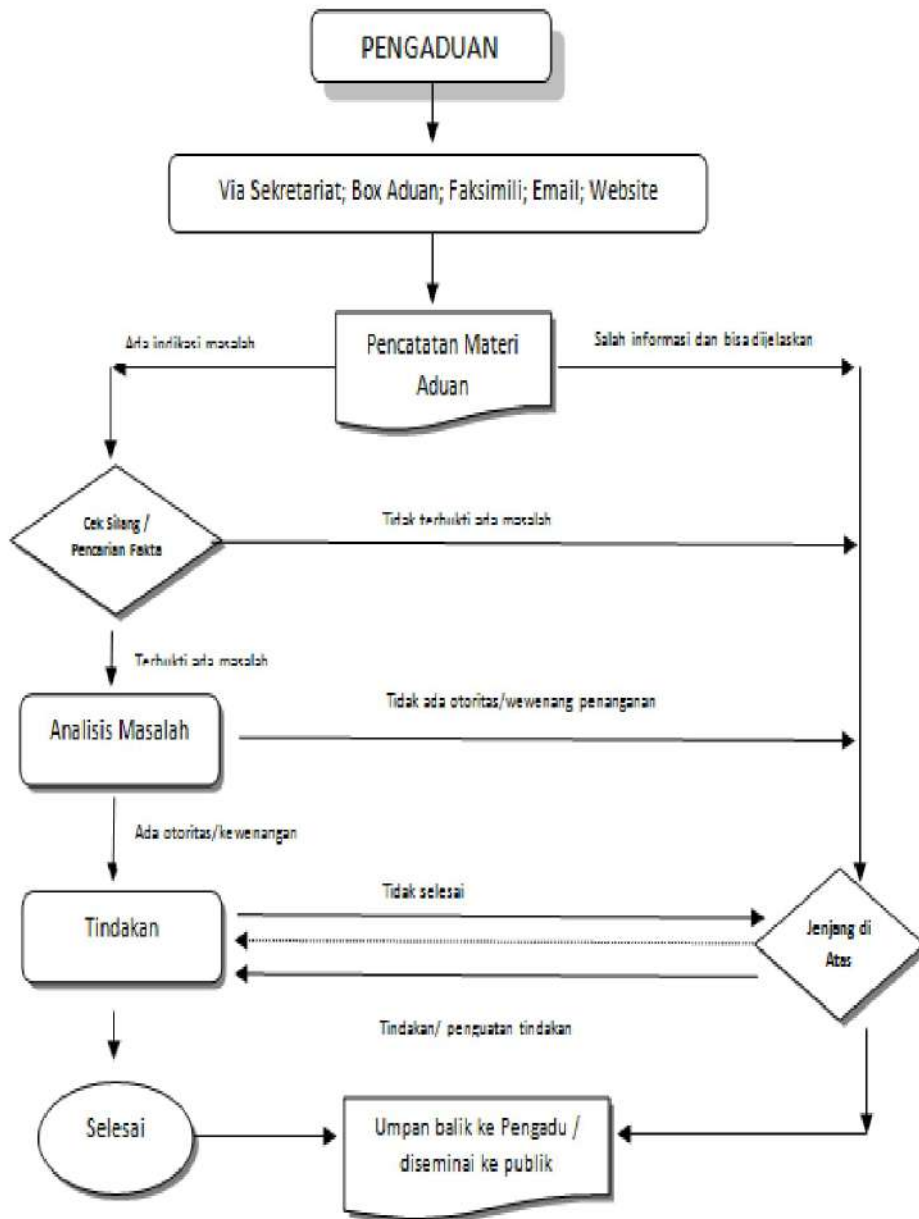 PENGADUAN
Via Sekretariat; Box Aduan; Faksimili; Email; Website
Ada indikasi masalah
Pencatatan Materi
Aduan
Salah informasi dan bisa dijelaskan
Cek Silang /
Pencarian Fakta
Tidak terbukti ada masalah
Terbukti ada masalah
Analisis Masalah
Tidak ada otoritas/wewenang penanganan
Ada otoritas/kewenangan
Tindakan
Tidak selesai
Jenjang di
Atas
Tindakan/ penguatan tindakan
Selesai
Umpan balik ke Pengadu /
diseminai ke publik